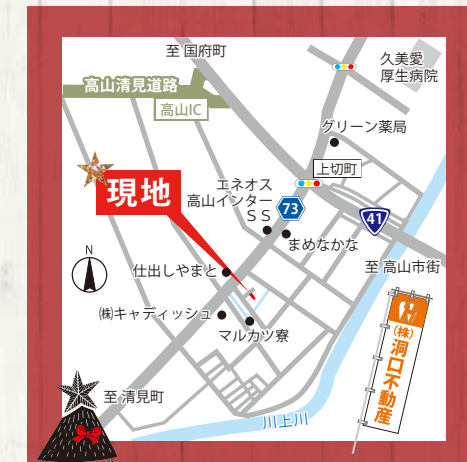 至 国府町
久美愛
厚生病院
高山清見道路
高山IC
グリーン薬局
上切町
現地
エネオス
高山インター
ＳＳ
73
41
まめなかな
N
仕出しやまと
至 高山市街
㈱キャディッシュ
マルカツ寮
(株)洞口不動産
至 清見町
川上川